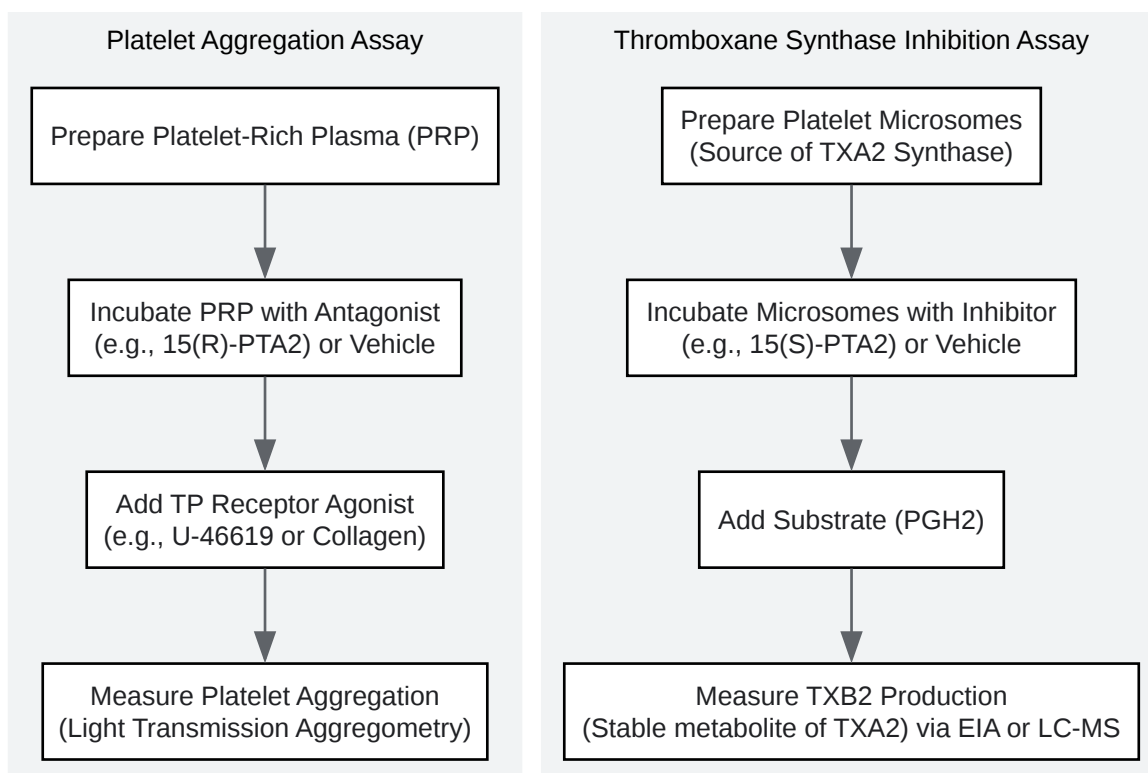 Platelet Aggregation Assay
Prepare Platelet-Rich Plasma (PRP)
Incubate PRP with Antagonist
(e.g., 15(R)-PTA2) or Vehicle
Add TP Receptor Agonist
(e.g., U-46619 or Collagen)
Measure Platelet Aggregation
(Light Transmission Aggregometry)
Thromboxane Synthase Inhibition Assay
Prepare Platelet Microsomes
(Source of TXA2 Synthase)
Incubate Microsomes with Inhibitor
(e.g., 15(S)-PTA2) or Vehicle
Add Substrate (PGH2)
Measure TXB2 Production
(Stable metabolite of TXA2) via EIA or LC-MS